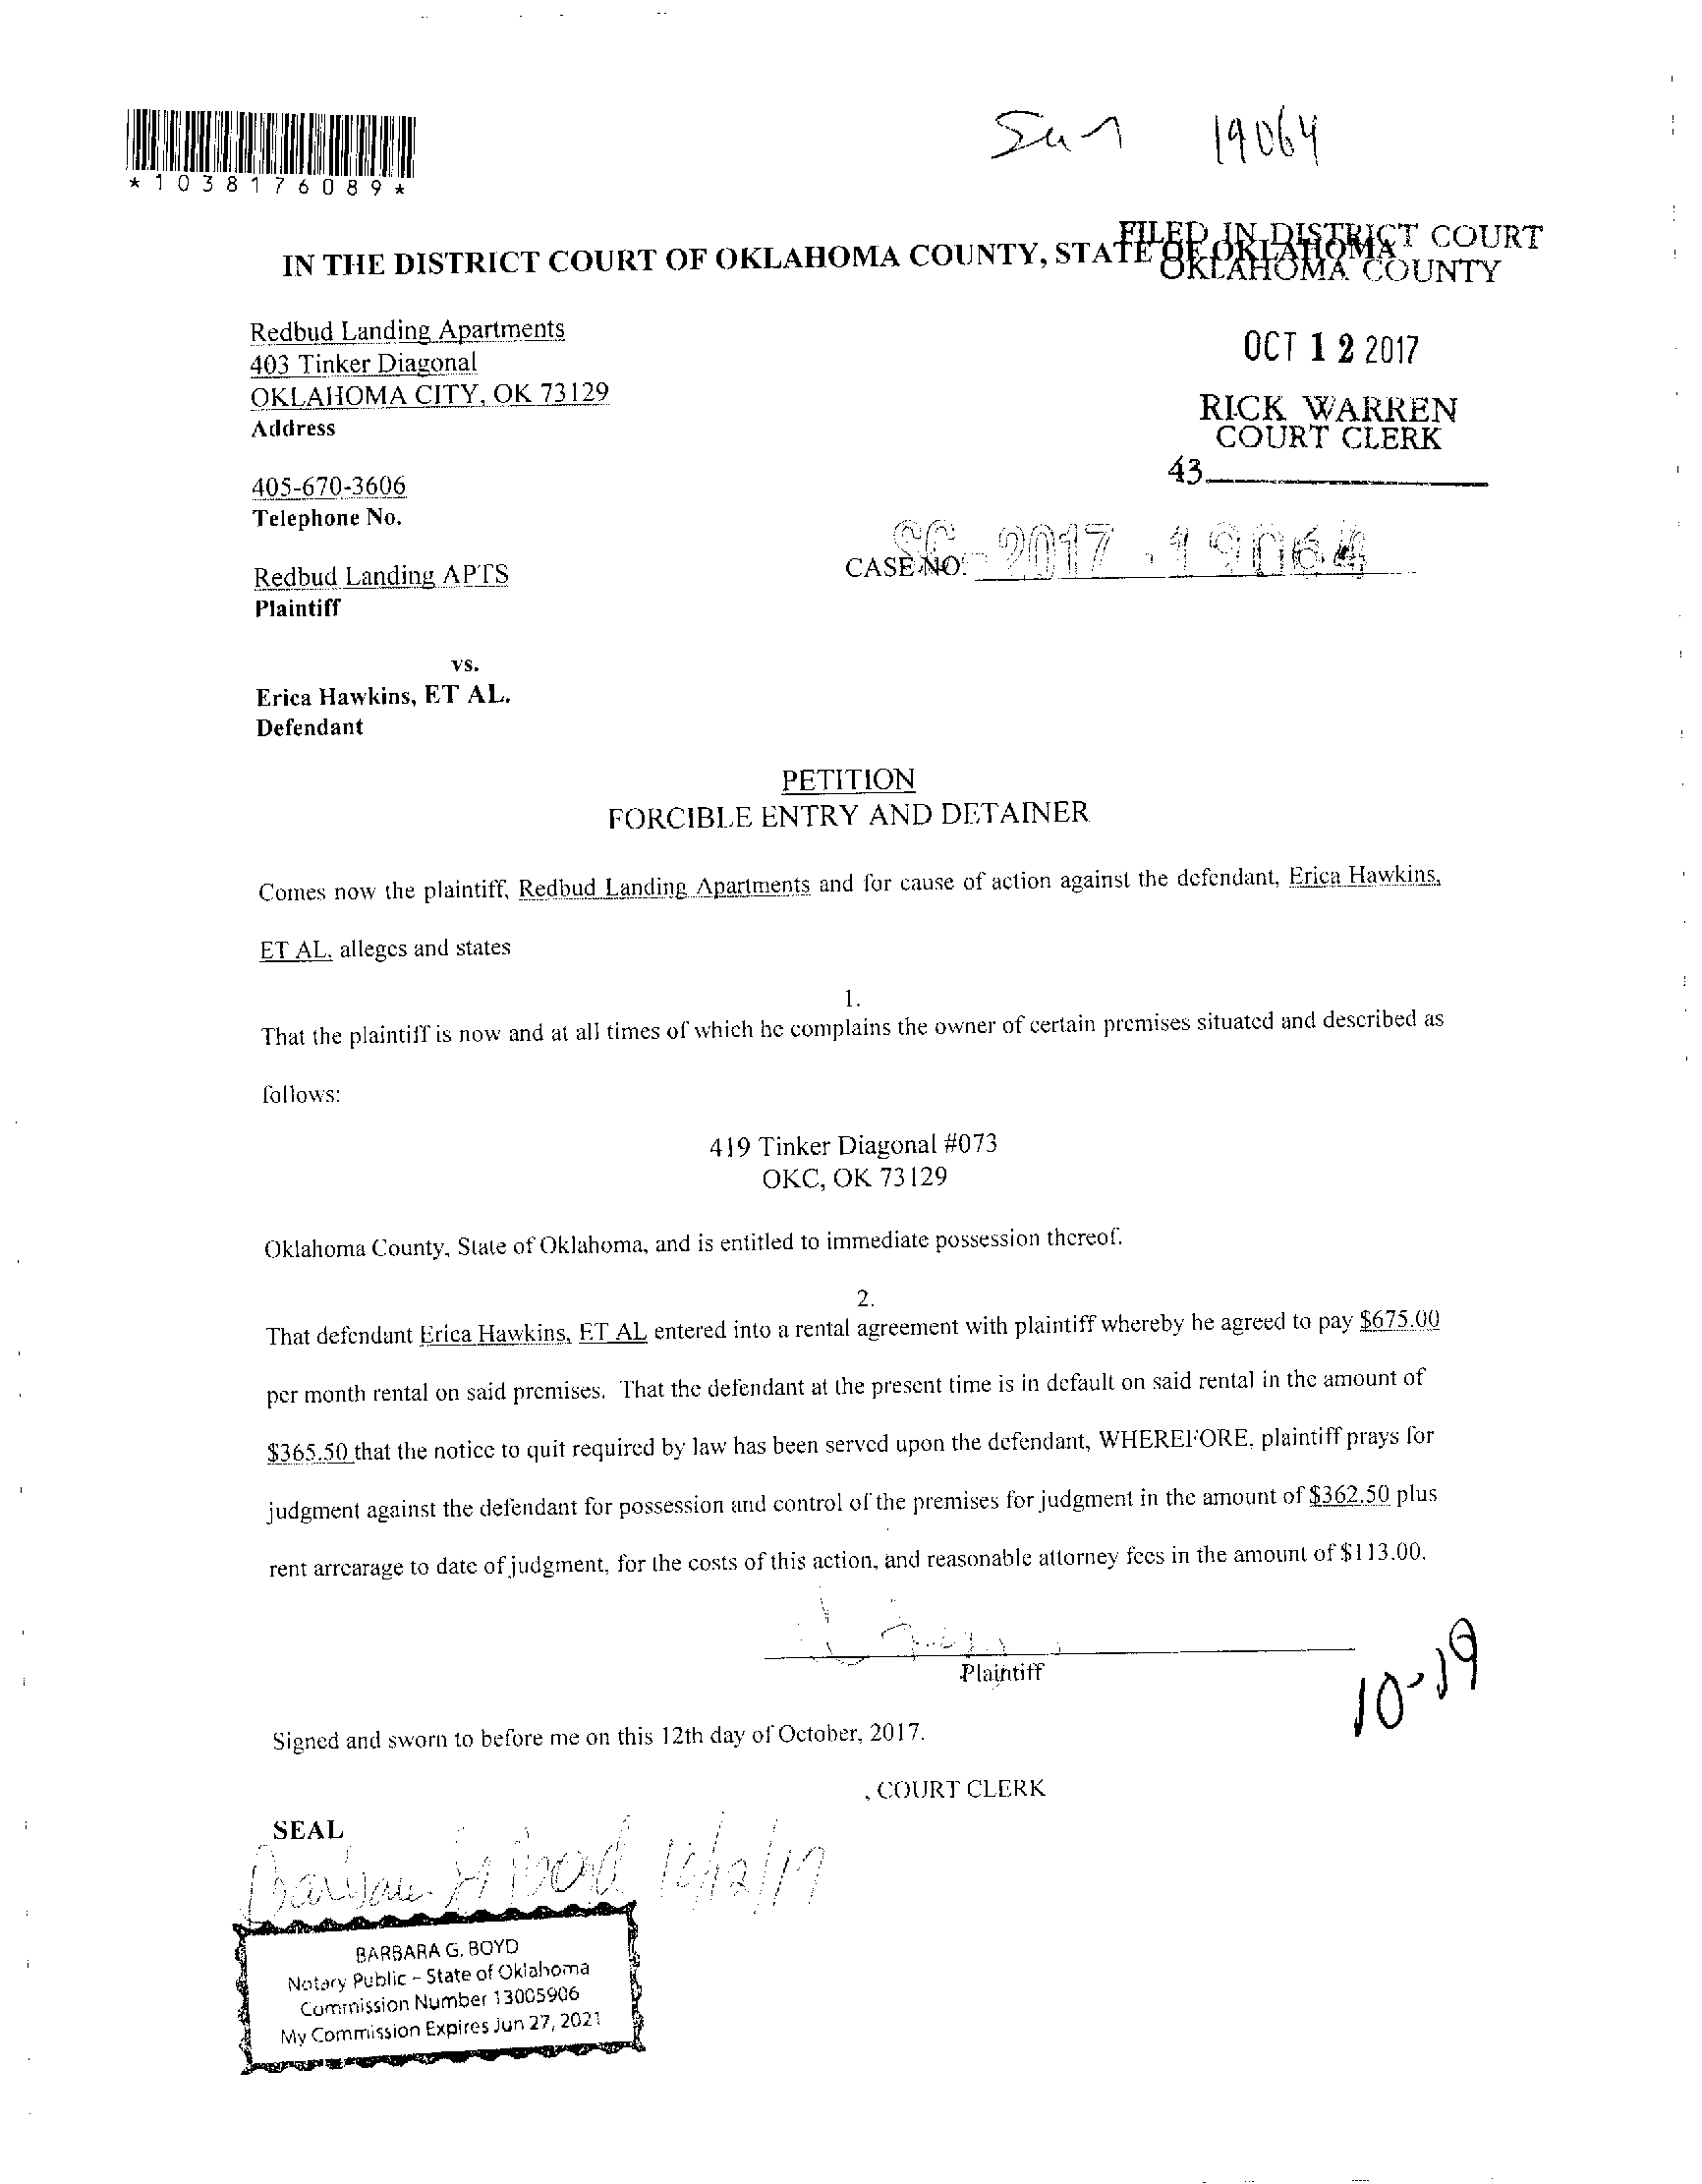 19064
*1038176089*
FILED IN DISTRICT COURT
OKLAHOMA COUNTY
IN THE DISTRICT COURT OF OKLAHOMA COUNTY, STATE OF OKLAHOMA
Redbud Landing Apartments
403 Tinker Diagonal
OKLAHOMA CITY, OK 73129
Address
OCT 12 2017
RICK WARREN
COURT CLERK
43
405-670-3606
Telephone No.
CASE NO. SC-2017-19064
Redbud Landing APTS
Plaintiff
vs.
Erica Hawkins, ET AL.
Defendant
PETITION
FORCIBLE ENTRY AND DETAINER
Comes now the plaintiff, Redbud Landing Apartments and for cause of action against the defendant, Erica Hawkins,
ET AL. alleges and states
1.
That the plaintiff is now and at all times of which he complains the owner of certain premises situated and described as
follows:
419 Tinker Diagonal #073
OKC, OK 73129
Oklahoma County, State of Oklahoma, and is entitled to immediate possession thereof.
2.
That defendant Erica Hawkins, ET AL entered into a rental agreement with plaintiff whereby he agreed to pay $675.00
per month rental on said premises. That the defendant at the present time is in default on said rental in the amount of
$365.50 that the notice to quit required by law has been served upon the defendant, WHEREFORE, plaintiff prays for
judgment against the defendant for possession and control of the premises for judgment in the amount of $362.50 plus
rent arrearage to date of judgment, for the costs of this action, and reasonable attorney fees in the amount of $113.00.
Plaintiff
10-19
Signed and sworn to before me on this 12th day of October, 2017.
, COURT CLERK
SEAL
Barbara G Boyd 10/12/17
BARBARA G. BOYD
Notary Public - State of Oklahoma
Commission Number 13005906
My Commission Expires Jun 27, 2021